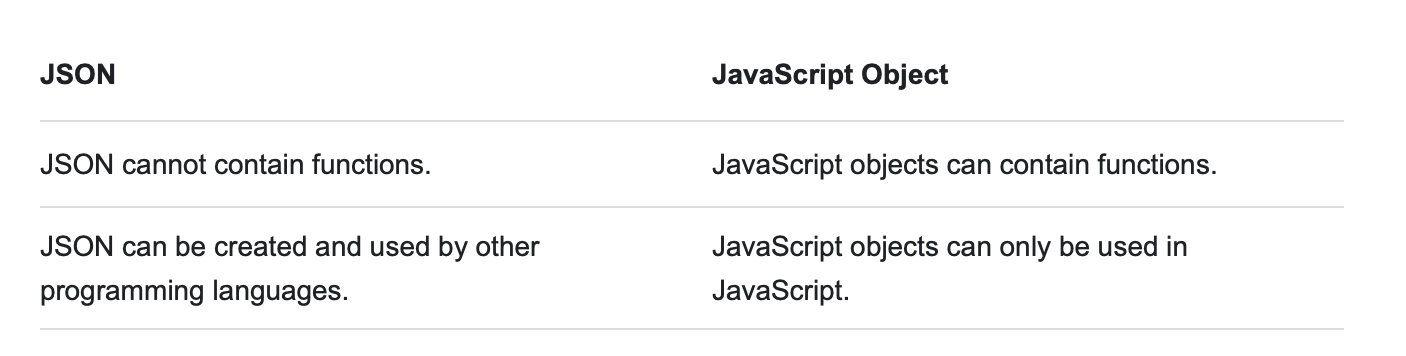 JSON
JavaScript Object
JSON cannot contain functions.
JavaScript objects can contain functions.
JSON can be created and used by other
programming languages.
JavaScript objects can only be used in
JavaScript.